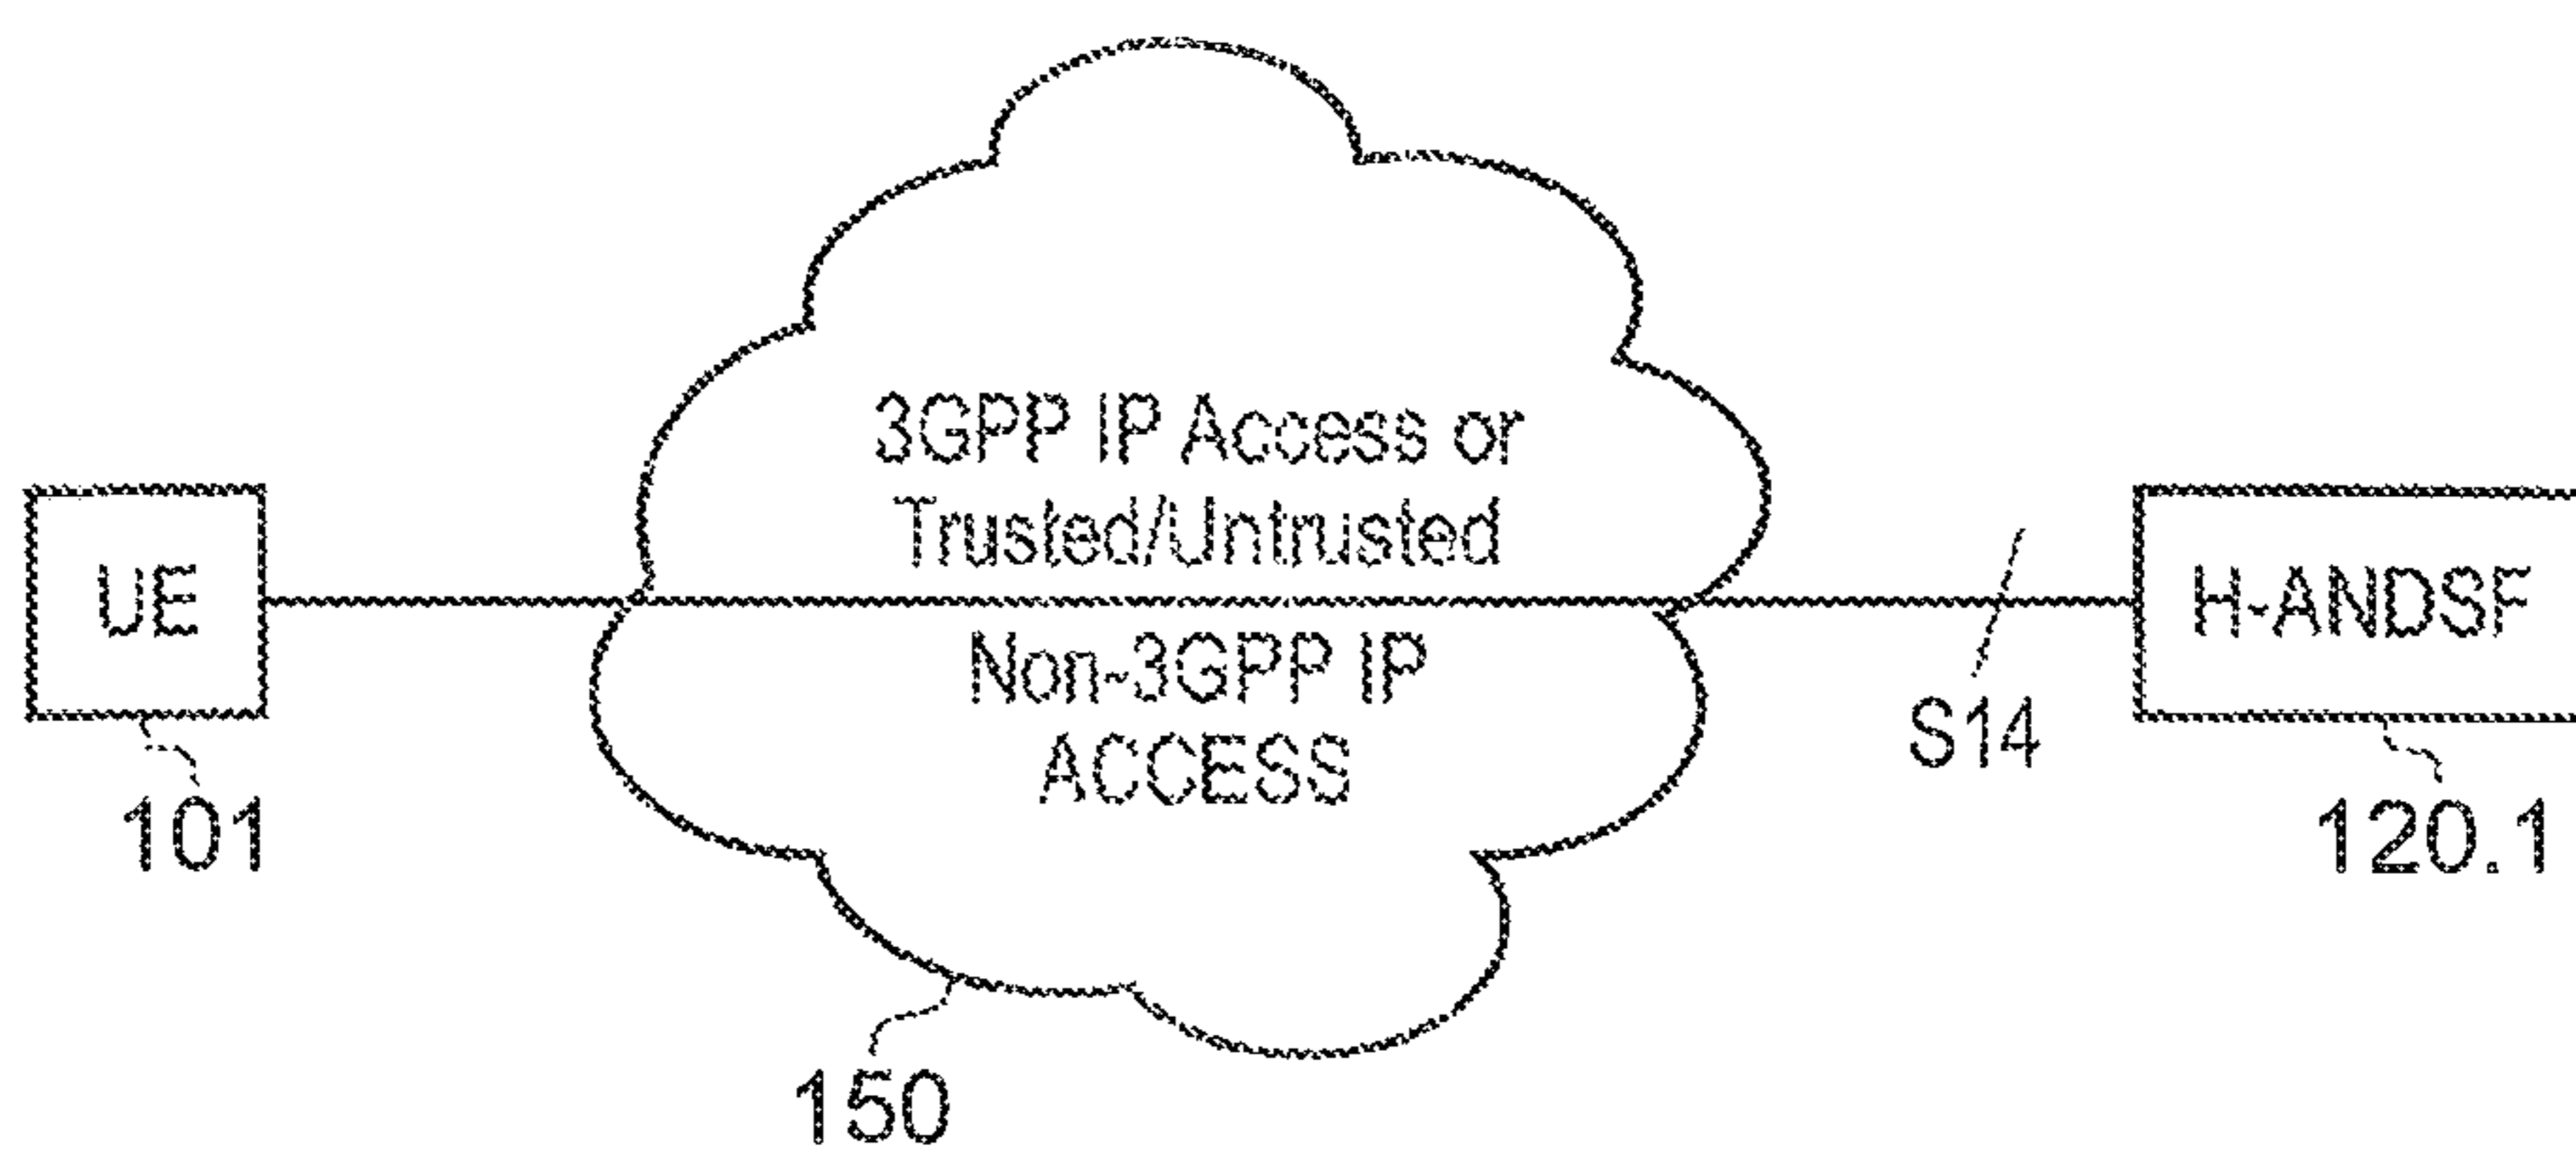 3GPP IP Access or
Trusted/Untrusted
UE
H-ANDSF
Non-3GPP IP
ACCESS
S14
101
120.1
150